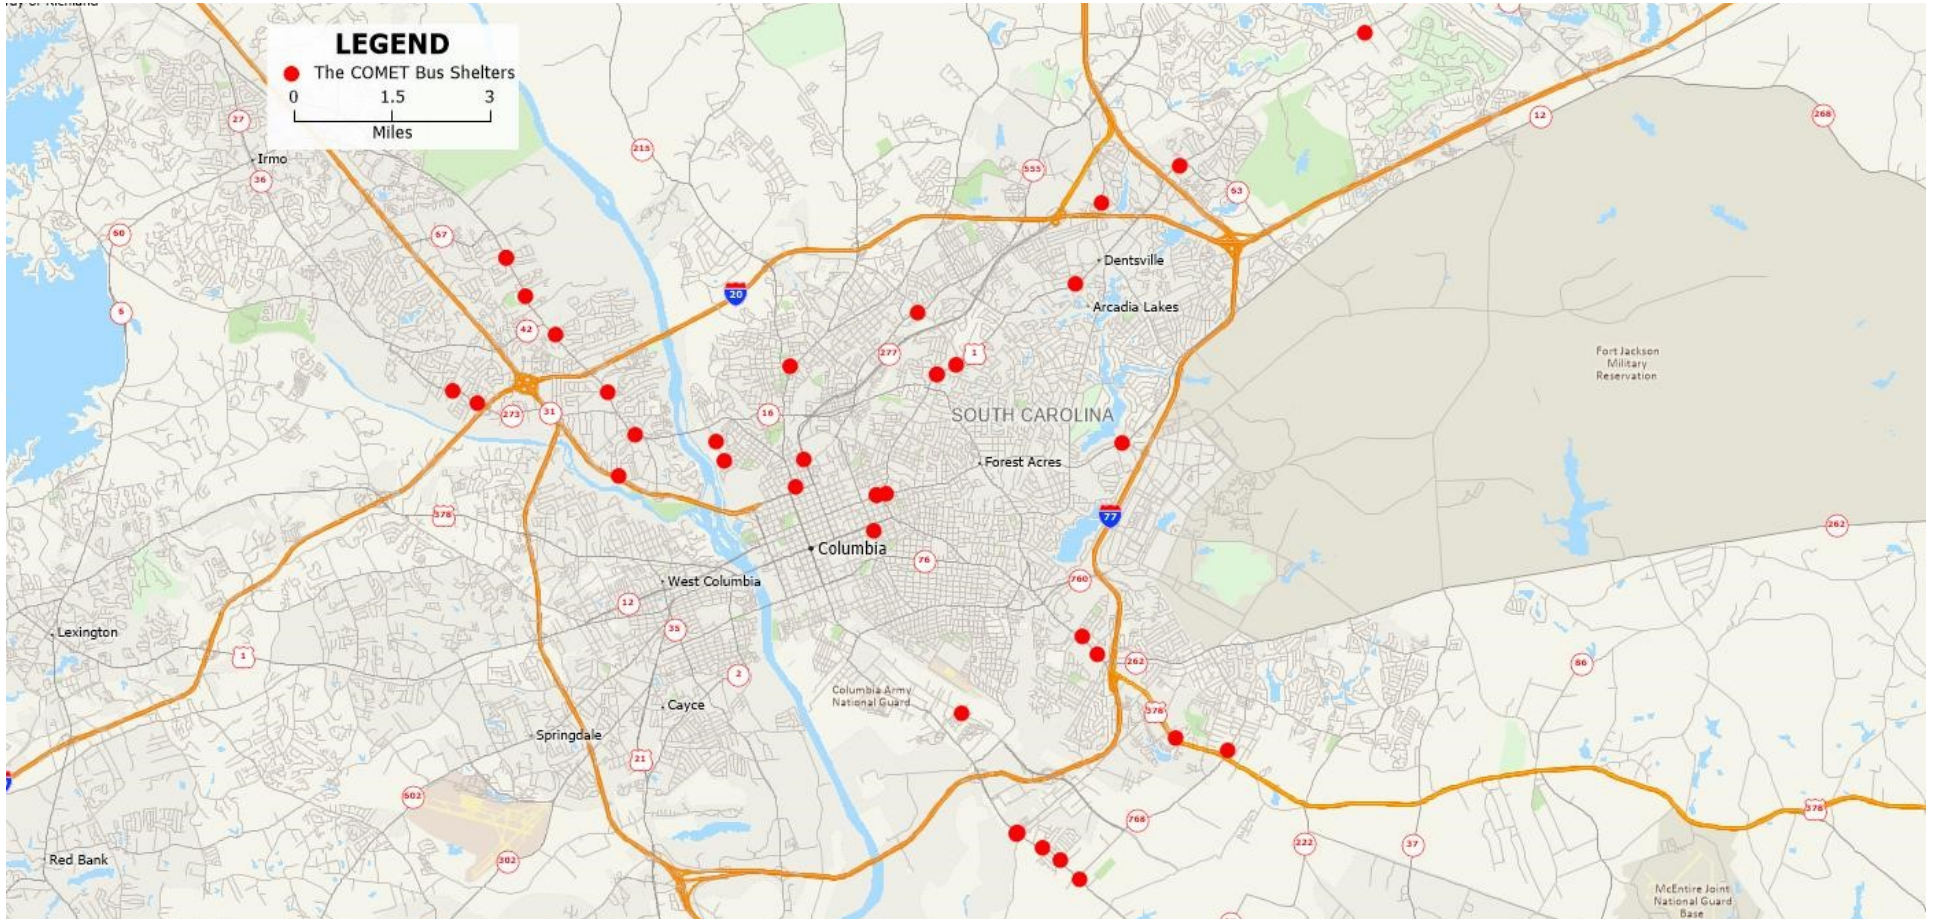 LEGEND
The COMET Bus Shelters
0 1.5 3
Miles
27
Irmo
36
215
555
12
268
63
60
67
6
20
Dentsville
Arcadia Lakes
42
277
1
Fort Jackson
Military
Reservation
273
31
16
SOUTH CAROLINA
Forest Acres
378
77
262
Columbia
76
West Columbia
760
12
35
Lexington
1
262
86
2
Columbia Army
National Guard
Cayce
378
Springdale
21
602
768
378
222
37
Red Bank
302
McEntire Joint
National Guard
Base